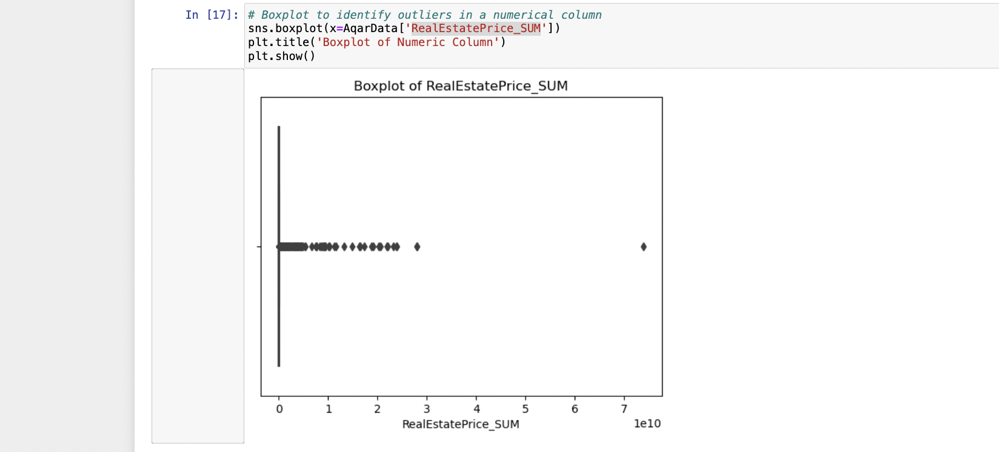 In [17]: # Boxplot to identify outliers in a numerical column
sns.boxplot(x=AqarData['RealEstatePrice_SUM'])
plt.title('Boxplot of Numeric Column')
plt.show()
Boxplot of RealEstatePrice_SUM
0 1 2 3 4 5 6 7
RealEstatePrice_SUM 1e10